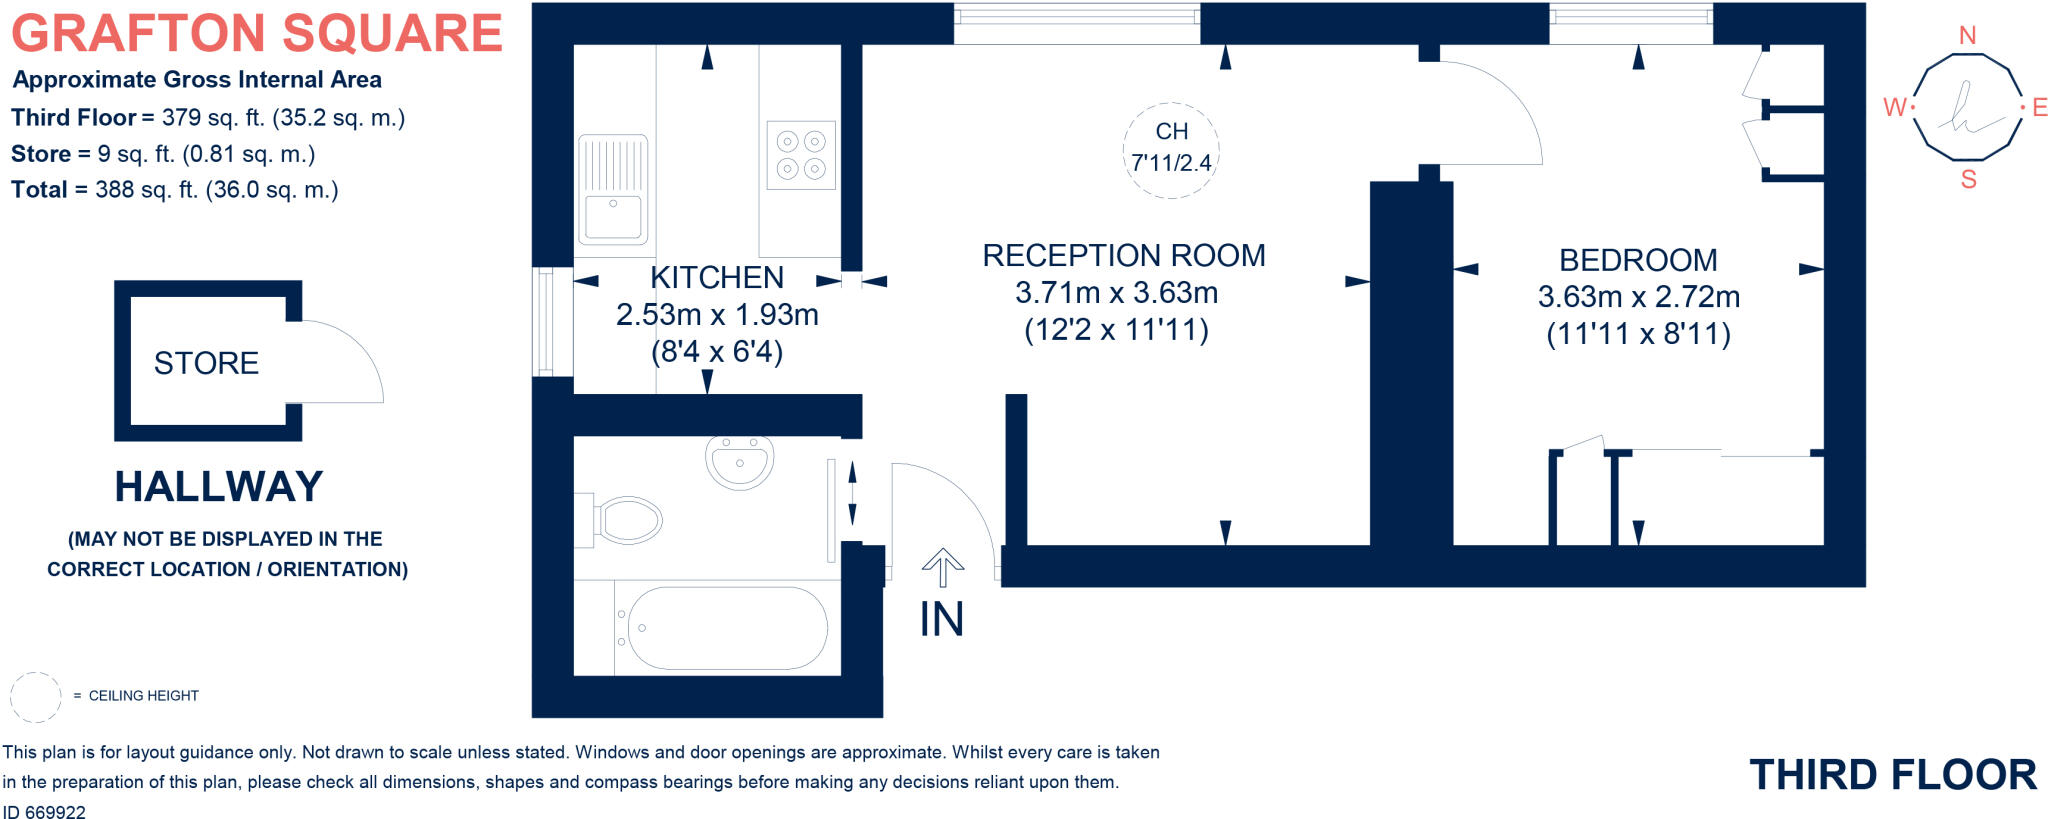 GRAFTON SQUARE
Approximate Gross Internal Area
Third Floor = 379 sq. ft. (35.2 sq. m.)
Store = 9 sq. ft. (0.81 sq. m.)
Total = 388 sq. ft. (36.0 sq. m.)
STORE
HALLWAY
(MAY NOT BE DISPLAYED IN THE
CORRECT LOCATION / ORIENTATION)
= CEILING HEIGHT
KITCHEN
2.53m x 1.93m
(8'4 x 6'4)
CH
7'11/2.4
RECEPTION ROOM
3.71m x 3.63m
(12'2 x 11'11)
BEDROOM
3.63m x 2.72m
(11'11 x 8'11)
IN
N
W
E
S
This plan is for layout guidance only. Not drawn to scale unless stated. Windows and door openings are approximate. Whilst every care is taken
in the preparation of this plan, please check all dimensions, shapes and compass bearings before making any decisions reliant upon them.
ID 669922
THIRD FLOOR